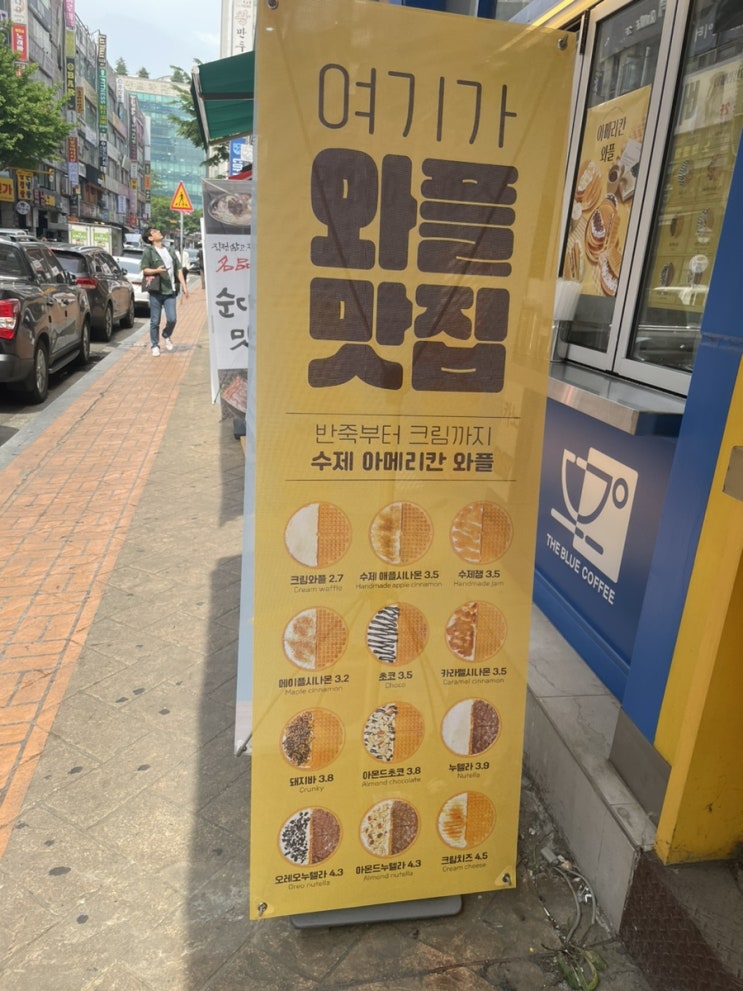 여기가
와플
맛집
반죽부터 크림까지
수제 아메리칸 와플
크림와플 2.7
Cream waffle
수제 애플시나몬 3.5
Handmade apple cinnamon
수제잼 3.5
Handmade jam
메이플시나몬 3.2
Maple cinnamon
초코 3.5
Choco
카라멜시나몬 3.5
Caramel cinnamon
돼지바 3.8
Crunky
아몬드초코 3.8
Almond chocolate
누텔라 3.9
Nutella
오레오누텔라 4.3
Oreo nutella
아몬드누텔라 4.3
Almond nutella
크림치즈 4.5
Cream cheese
아메리칸
와플
THE BLUE COFFEE